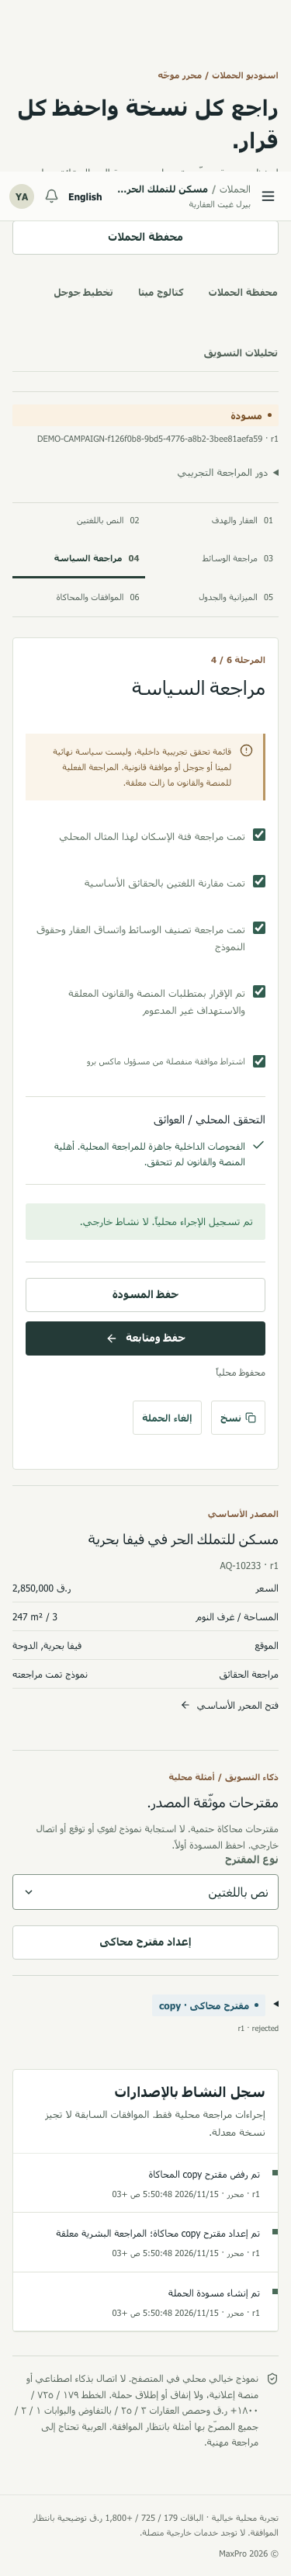 استوديو الحملات / محرر موجّه
راجع كل نسخة واحفظ كل
قرار.
الحملات / مسكن للتملك الحر...
بيرل غيت العقارية
English
YA
محفظة الحملات
محفظة الحملات
كتالوج ميتا
تخطيط جوجل
تحليلات التسويق
مسودة
DEMO-CAMPAIGN-f126f0b8-9bd5-4776-a8b2-3bee81aefa59 · r1
دور المراجعة التجريبي
01 العقار والهدف
02 النص باللغتين
03 مراجعة الوسائط
04 مراجعة السياسة
05 الميزانية والجدول
06 الموافقات والمحاكاة
المرحلة 6 / 4
مراجعة السياسة
قائمة تحقق تجريبية داخلية، وليست سياسة نهائية
لميتا أو جوجل أو موافقة قانونية. المراجعة الفعلية
للمنصة والقانون ما زالت معلقة.
تمت مراجعة فئة الإسكان لهذا المثال المحلي
تمت مقارنة اللغتين بالحقائق الأساسية
تمت مراجعة تصنيف الوسائط واتساق العقار وحقوق
النموذج
تم الإقرار بمتطلبات المنصة والقانون المعلقة
والاستهداف غير المدعوم
اشتراط موافقة منفصلة من مسؤول ماكس برو
التحقق المحلي / العوائق
الفحوصات الداخلية جاهزة للمراجعة المحلية. أهلية
المنصة والقانون لم تتحقق.
تم تسجيل الإجراء محلياً. لا نشاط خارجي.
حفظ المسودة
حفظ ومتابعة
محفوظ محلياً
نسخ
إلغاء الحملة
المصدر الأساسي
مسكن للتملك الحر في فيفا بحرية
AQ-10233 · r1
السعر
ر.ق 2,850,000
المساحة / غرف النوم
247 m² / 3
الموقع
فيفا بحرية, الدوحة
مراجعة الحقائق
نموذج تمت مراجعته
فتح المحرر الأساسي
ذكاء التسويق / أمثلة محلية
مقترحات موثّقة المصدر.
مقترحات محاكاة حتمية. لا استجابة نموذج لغوي أو توقع أو اتصال
خارجي. احفظ المسودة أولاً.
نوع المقترح
نص باللغتين
إعداد مقترح محاكى
مقترح محاكى · copy
r1 · rejected
سجل النشاط بالإصدارات
إجراءات مراجعة محلية فقط. الموافقات السابقة لا تجيز
نسخة معدلة.
تم رفض مقترح copy المحاكاة
r1 · محرر · 2026/11/15 5:50:48 ص +03
تم إعداد مقترح copy محاكاة؛ المراجعة البشرية معلقة
r1 · محرر · 2026/11/15 5:50:48 ص +03
تم إنشاء مسودة الحملة
r1 · محرر · 2026/11/15 5:50:48 ص +03
نموذج خيالي محلي في المتصفح. لا اتصال بذكاء اصطناعي أو
منصة إعلانية، ولا إنفاق أو إطلاق حملة. الخطط ١٧٩ / ٧٢٥ /
١٨٠٠+ ر.ق وحصص العقارات ٣ / ٢٥ / بالتفاوض والبوابات ١ / ٢ /
جميع المصرّح بها أمثلة بانتظار الموافقة. العربية تحتاج إلى
مراجعة مهنية.
تجربة محلية خيالية · الباقات 179 / 725 / +1,800 ر.ق توضيحية بانتظار
الموافقة. لا توجد خدمات خارجية متصلة.
© 2026 MaxPro